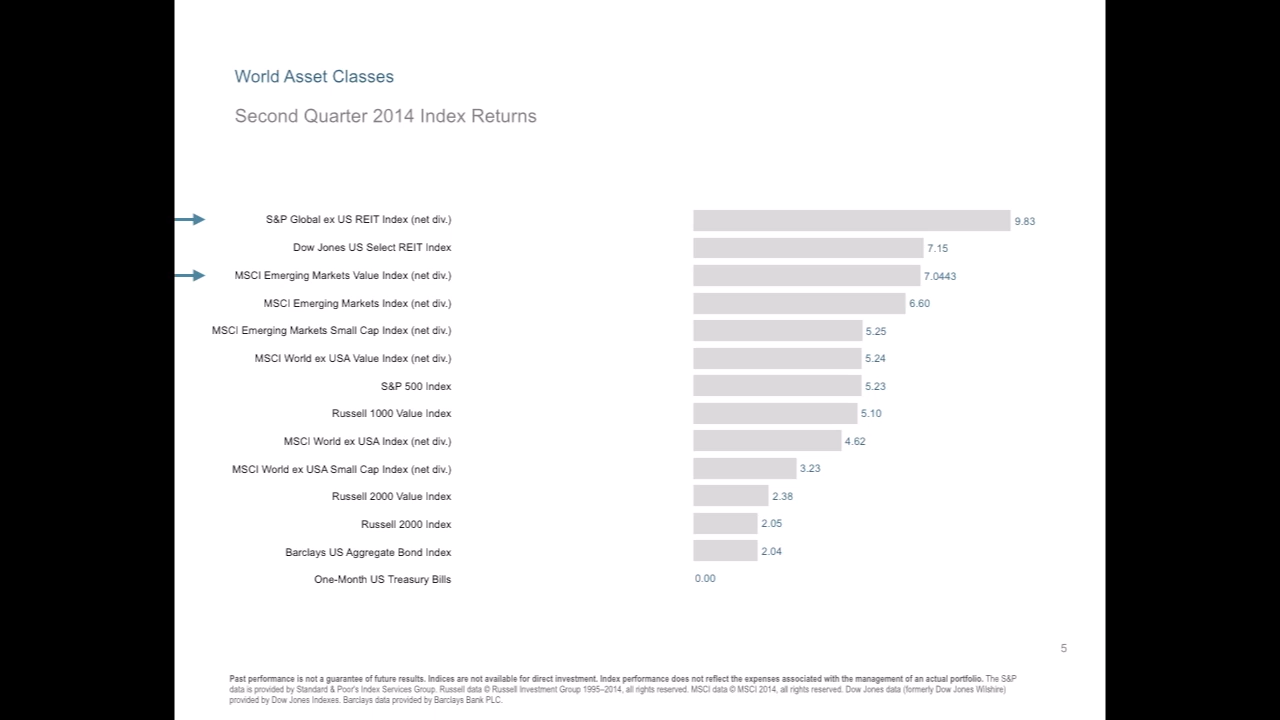 World Asset Classes
Second Quarter 2014 Index Returns
S&P Global ex US REIT Index (net div.) 9.83
Dow Jones US Select REIT Index 7.15
MSCI Emerging Markets Value Index (net div.) 7.0443
MSCI Emerging Markets Index (net div.) 6.60
MSCI Emerging Markets Small Cap Index (net div.) 5.25
MSCI World ex USA Value Index (net div.) 5.24
S&P 500 Index 5.23
Russell 1000 Value Index 5.10
MSCI World ex USA Index (net div.) 4.62
MSCI World ex USA Small Cap Index (net div.) 3.23
Russell 2000 Value Index 2.38
Russell 2000 Index 2.05
Barclays US Aggregate Bond Index 2.04
One-Month US Treasury Bills 0.00
5
Past performance is not a guarantee of future results. Indices are not available for direct investment. Index performance does not reflect the expenses associated with the management of an actual portfolio. The S&P
data is provided by Standard & Poor's Index Services Group. Russell data © Russell Investment Group 1995–2014, all rights reserved. MSCI data © MSCI 2014, all rights reserved. Dow Jones data (formerly Dow Jones Wilshire)
provided by Dow Jones Indexes. Barclays data provided by Barclays Bank PLC.